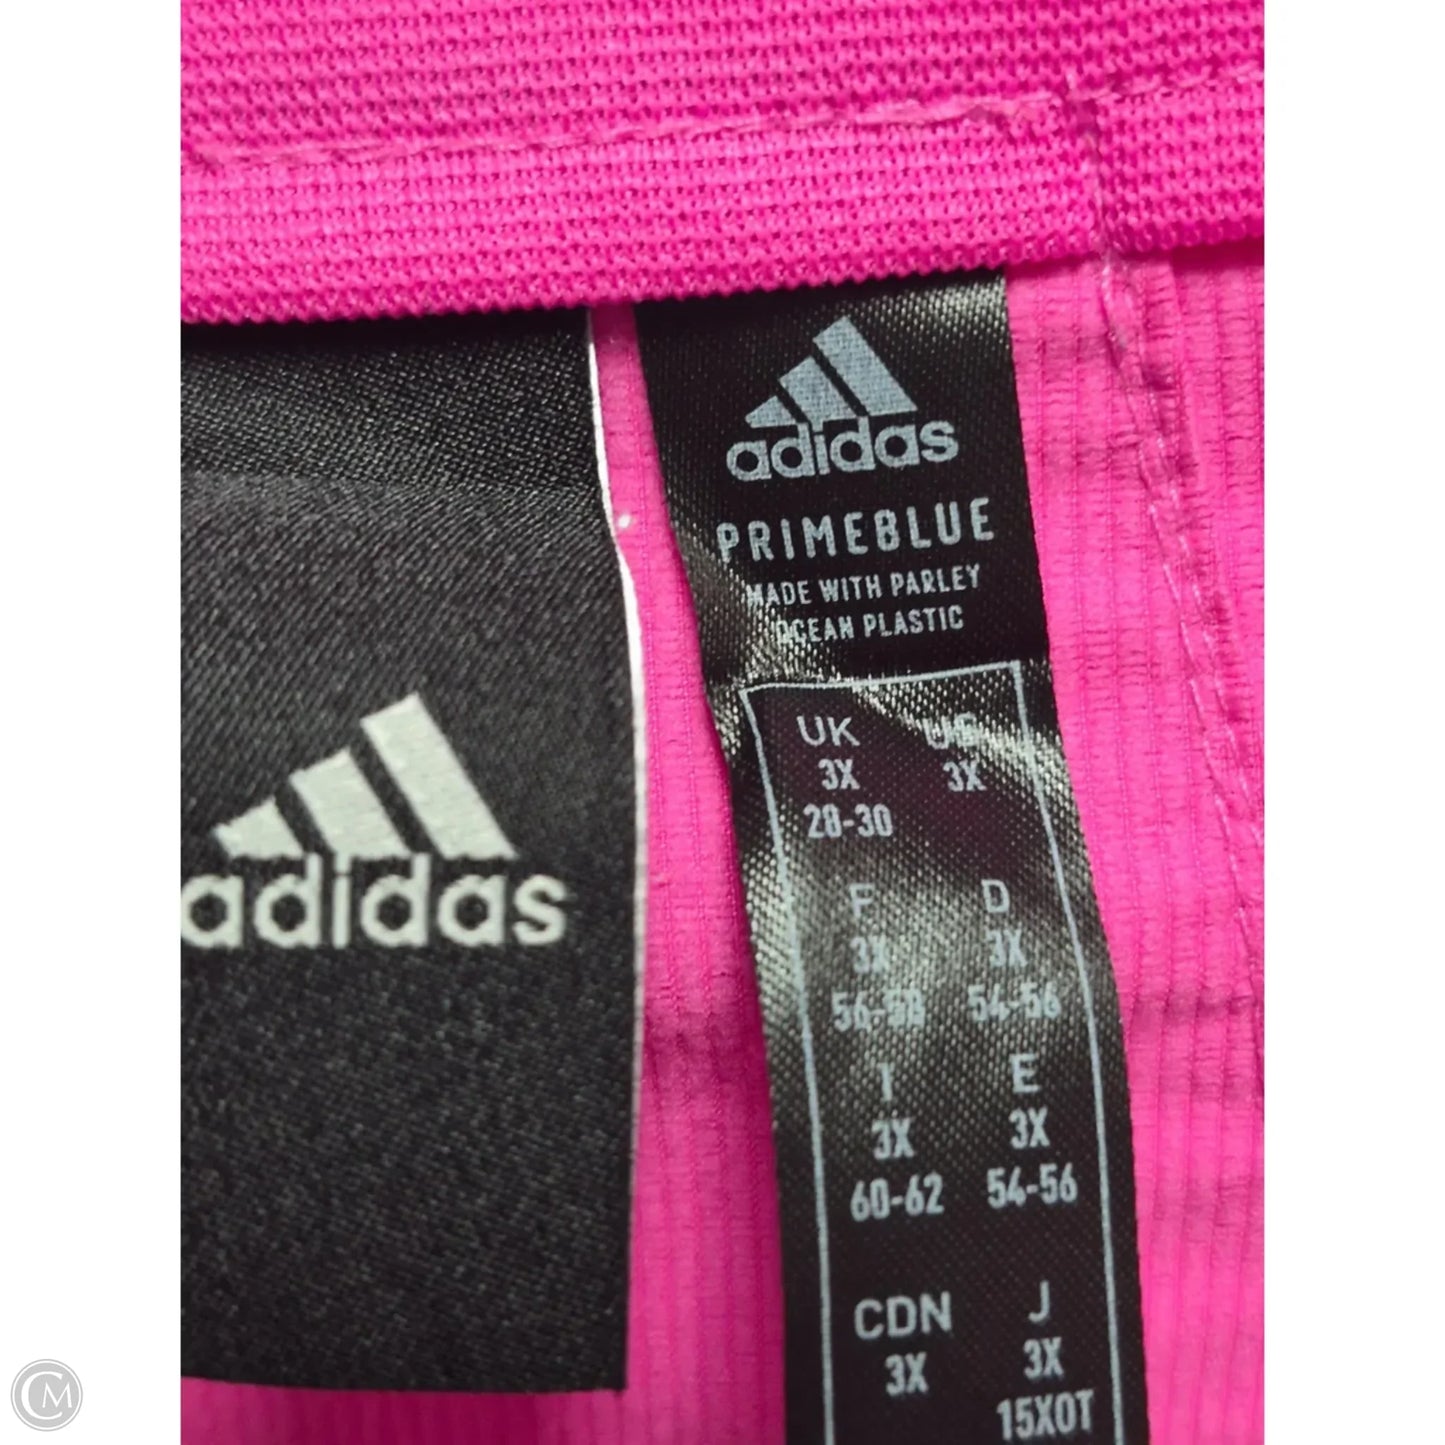 adidas
adidas
PRIMEBLUE
MADE WITH PARLEY
OCEAN PLASTIC
UK US
3X 3X
28-30
F D
3X 3X
56-58 54-56
I E
3X 3X
60-62 54-56
CDN J
3X 3X
15XOT
CM